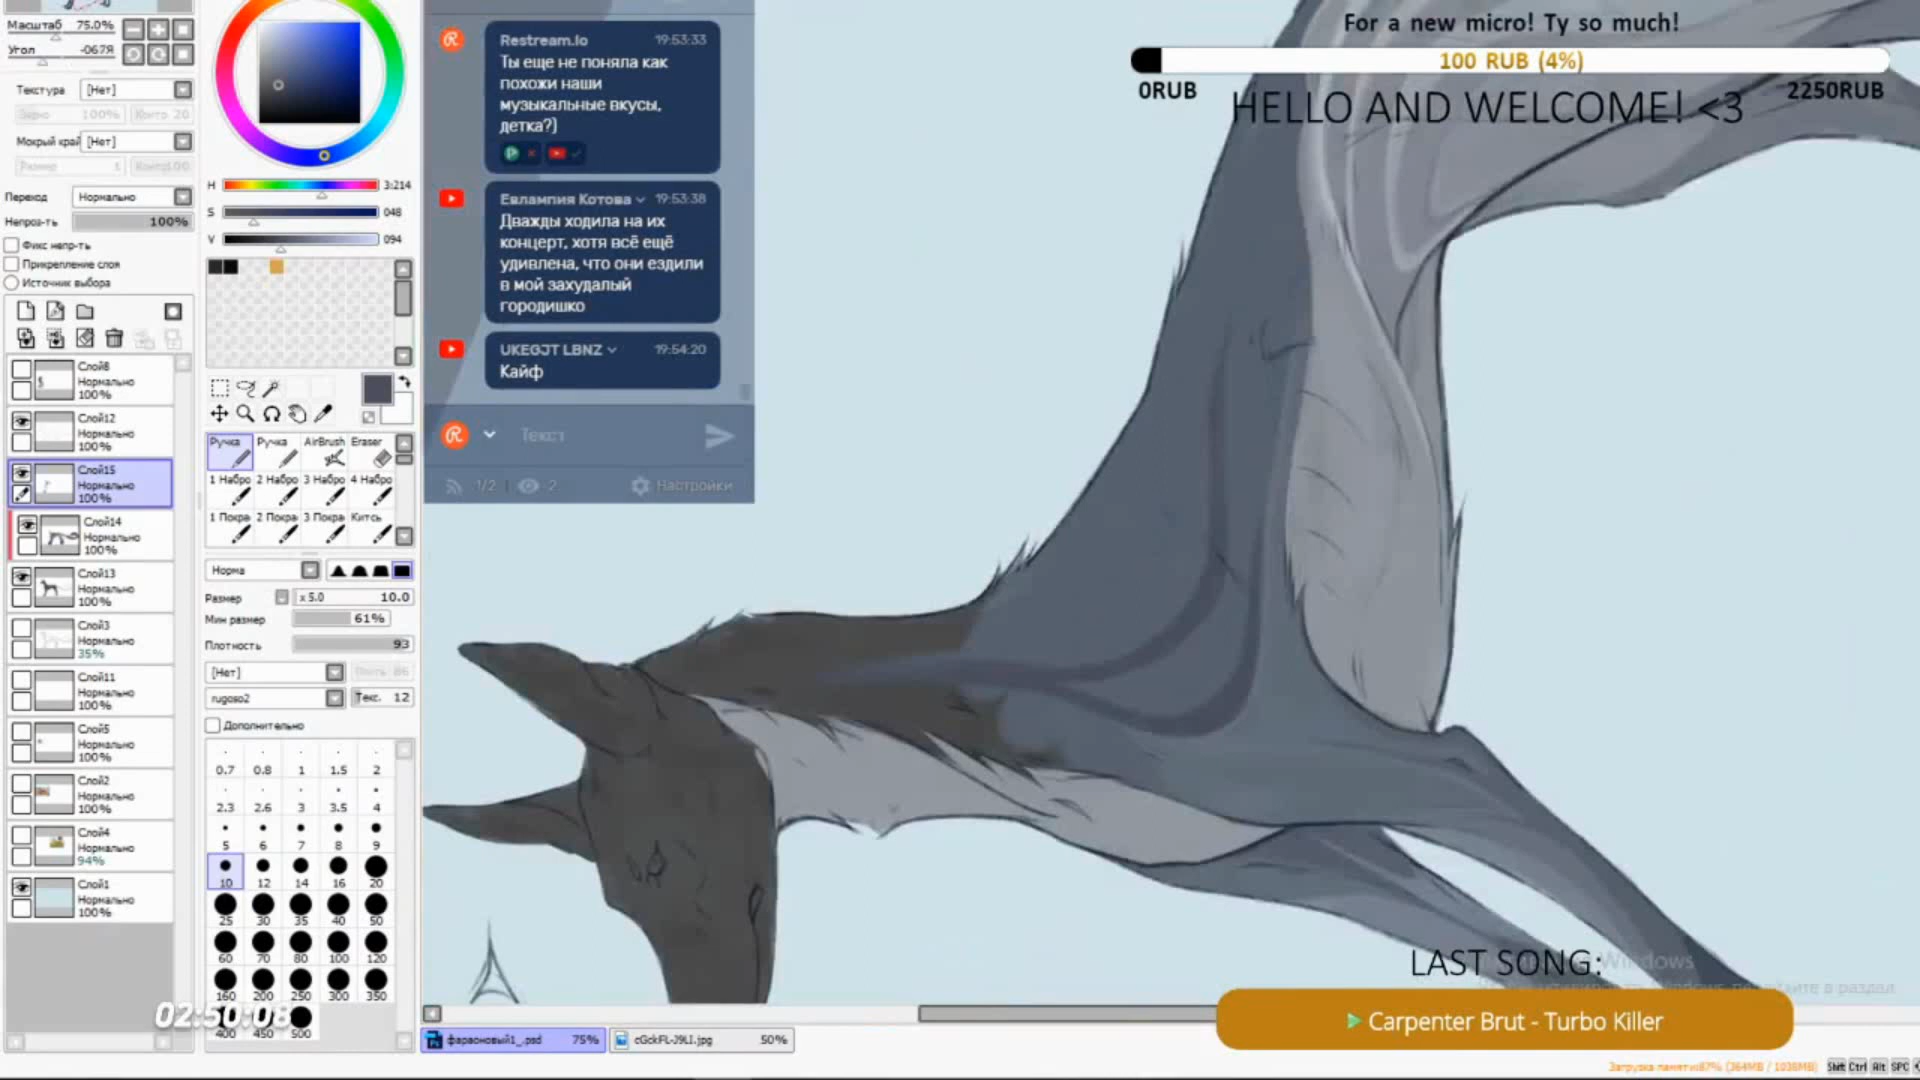 Масштаб 75.0%
Угол -067Я
Текстура [Нет]
100% 20
Мокрый край [Нет]
Размер 1
Переход Нормально
Непроз-ть 100%
Фикс непр-ть
Прикрепление слоя
Источник выбора
Слой8
Нормально
100%
Слой12
Нормально
100%
Слой15
Нормально
100%
Слой14
Нормально
100%
Слой13
Нормально
100%
Слой3
Нормально
35%
Слой11
Нормально
100%
Слой5
Нормально
100%
Слой2
Нормально
100%
Слой4
Нормально
94%
Слой1
Нормально
100%
02:50:08
H 3:214
S 048
V 094
Ручка Ручка AirBrush Eraser
1 Набро 2 Набро 3 Набро 4 Набро
1 Покра 2 Покра 3 Покра Китсь
Норма
Размер x 5.0 10.0
Мин размер 61%
Плотность 93
[Нет]
rugoso2 Текс. 12
Дополнительно
0.7 0.8 1 1.5 2
2.3 2.6 3 3.5 4
5 6 7 8 9
10 12 14 16 20
25 30 35 40 50
60 70 80 100 120
160 200 250 300 350
400 450 500
Restream.io 19:53:33
Ты еще не поняла как
похожи наши
музыкальные вкусы,
детка?)
Евлампия Котова 19:53:38
Дважды ходила на их
концерт, хотя всё ещё
удивлена, что они ездили
в мой захудалый
городишко
UKEGJT LBNZ 19:54:20
Кайф
Текст
1/2 2 Настройки
For a new micro! Ty so much!
100 RUB (4%)
0RUB 2250RUB
HELLO AND WELCOME! <3
LAST SONG:
Windows
Carpenter Brut - Turbo Killer
фараоновый1_.psd 75%
cGckFL-J9LI.jpg 50%
Загрузка памяти:87% (364MB / 1036MB) Shift Ctrl Alt SPC